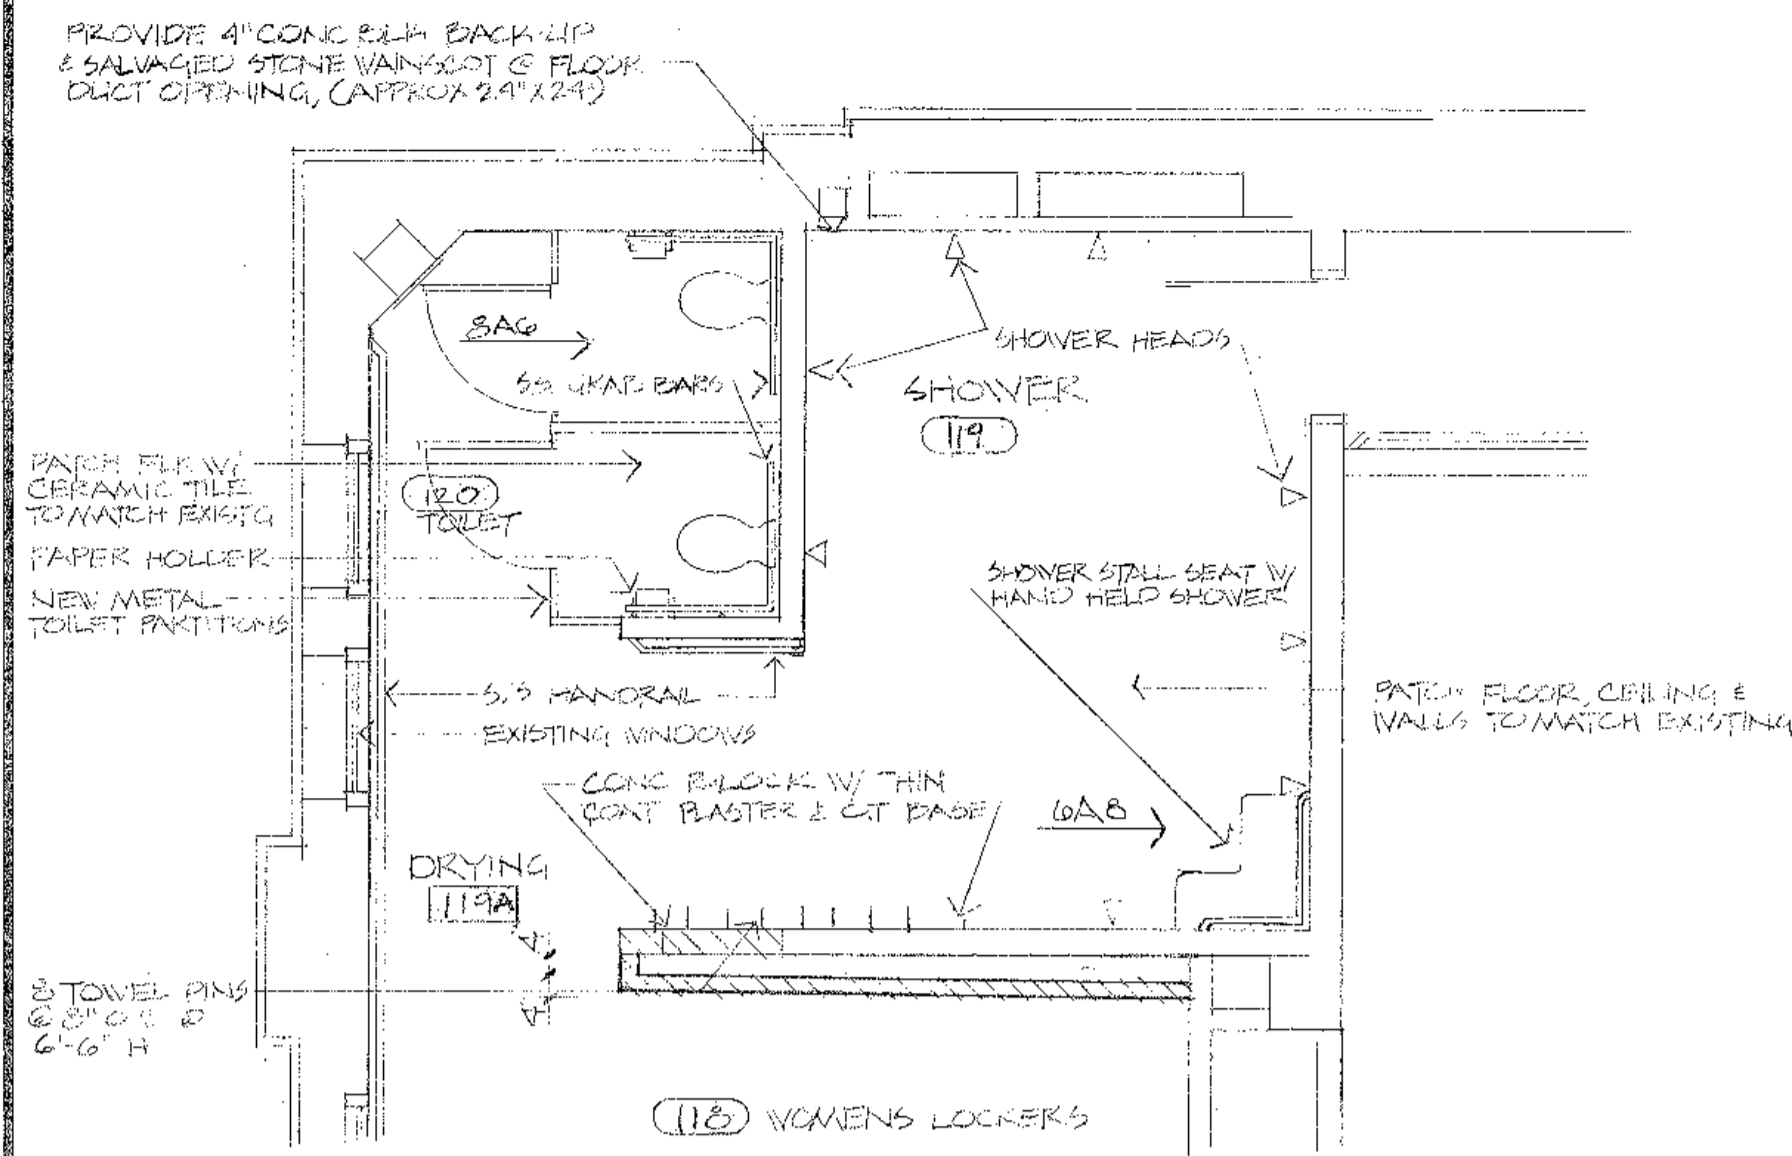 PROVIDE 4" CONC BLK BACK-UP
& SALVAGED STONE WAINSCOT @ FLOOR
DUCT OPENING, (APPROX 24"X24")
8A6
SS GRAB BARS
SHOWER HEADS
SHOWER
119
PATCH FLR W/
CERAMIC TILE
TO MATCH EXIST'G
120
TOILET
PAPER HOLDER
NEW METAL
TOILET PARTITIONS
SHOWER STALL SEAT W/
HAND HELD SHOWER
S.S HANDRAIL
EXISTING WINDOWS
PATCH FLOOR, CEILING &
WALLS TO MATCH EXISTING
CONC BLOCK W/ THIN
COAT PLASTER & CT BASE
6A8
DRYING
119A
8 TOWEL PINS
@ 8" O C @
6'-6" H
118 WOMENS LOCKERS